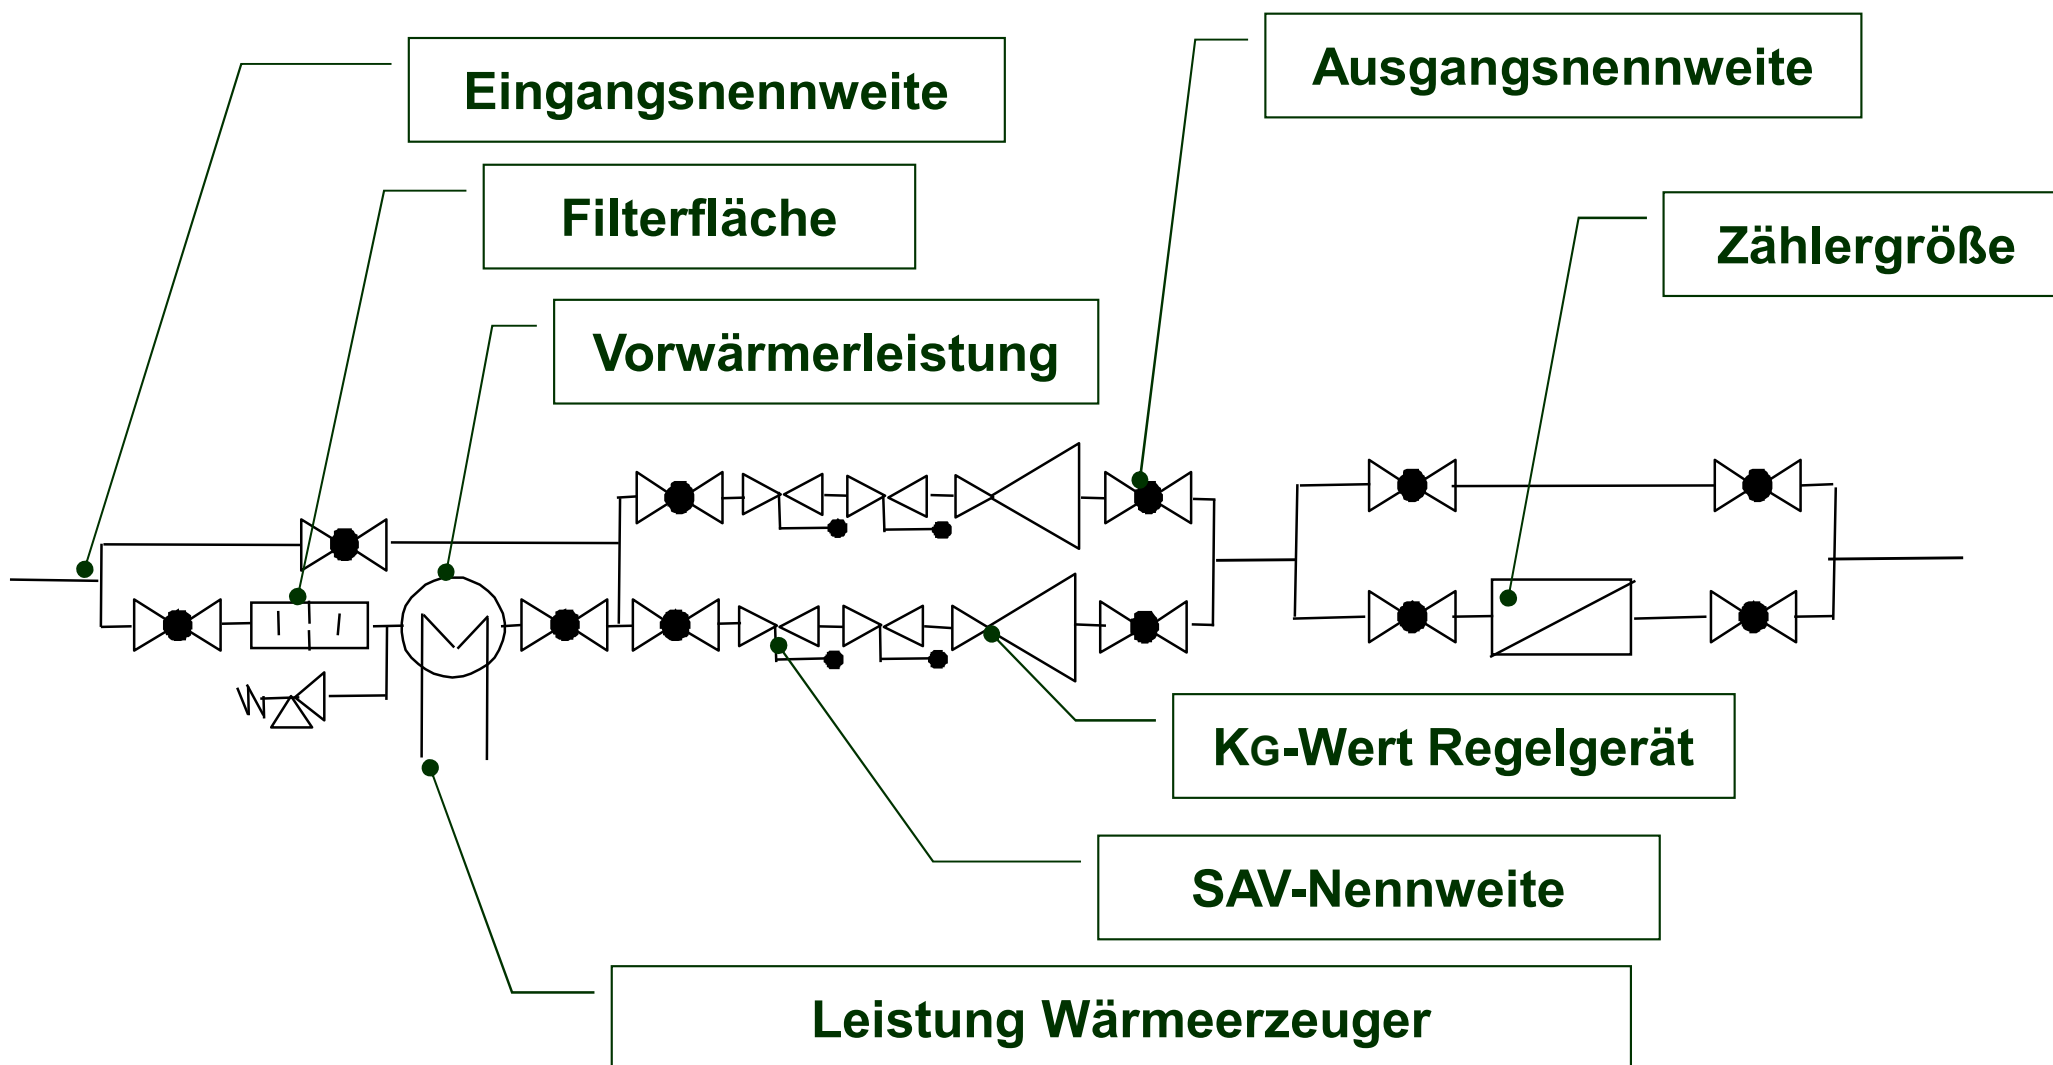 Eingangsnennweite
Ausgangsnennweite
Filterfläche
Zählergröße
Vorwärmerleistung
KG-Wert Regelgerät
SAV-Nennweite
Leistung Wärmeerzeuger